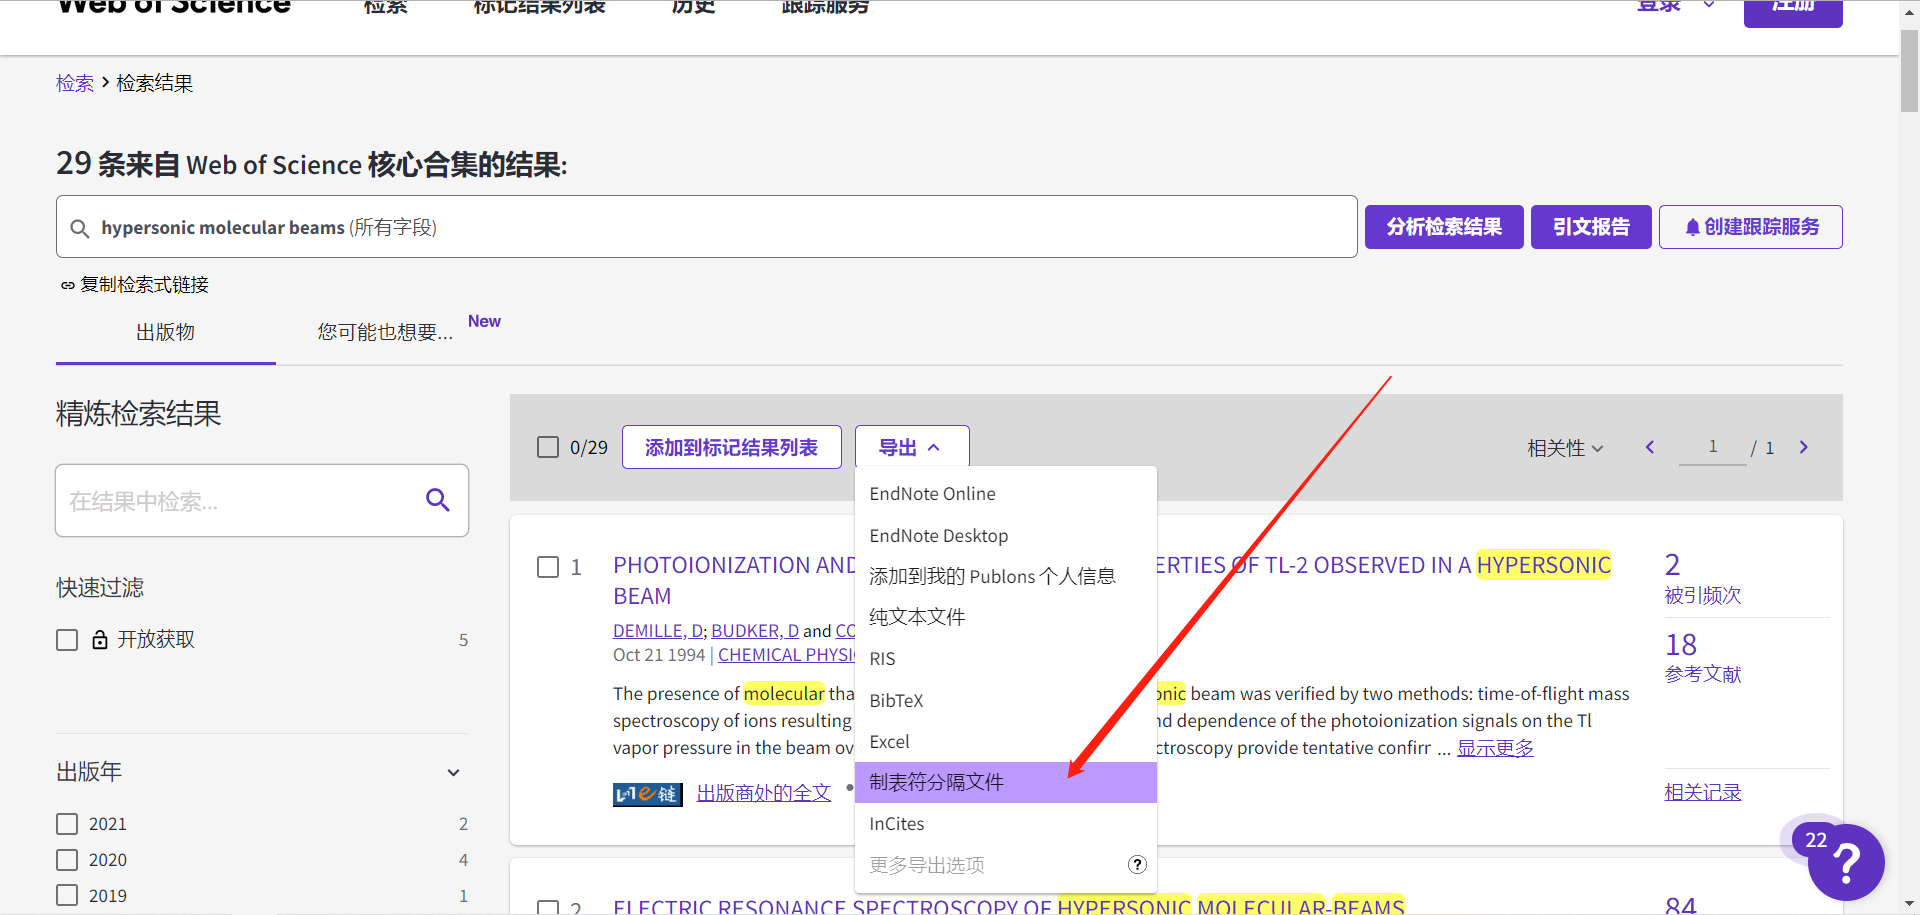 Web of Science 检索 标记结果列表 历史 跟踪服务 登录 注册
检索 > 检索结果
29 条来自 Web of Science 核心合集的结果:
hypersonic molecular beams (所有字段)
分析检索结果 引文报告 创建跟踪服务
复制检索式链接
出版物 您可能也想要... New
精炼检索结果
在结果中检索...
快速过滤
开放获取 5
出版年
2021 2
2020 4
2019 1
0/29 添加到标记结果列表 导出 相关性 1 / 1
EndNote Online
EndNote Desktop
添加到我的 Publons 个人信息
纯文本文件
RIS
BibTeX
Excel
制表符分隔文件
InCites
更多导出选项 ?
1 PHOTOIONIZATION AND ERTIES OF TL-2 OBSERVED IN A HYPERSONIC
BEAM
DEMILLE, D; BUDKER, D and CO
Oct 21 1994 | CHEMICAL PHYSI
The presence of molecular tha onic beam was verified by two methods: time-of-flight mass
spectroscopy of ions resulting nd dependence of the photoionization signals on the Tl
vapor pressure in the beam ov ctroscopy provide tentative confirr ... 显示更多
出版商处的全文
2
被引频次
18
参考文献
相关记录
22 ?
2 ELECTRIC RESONANCE SPECTROSCOPY OF HYPERSONIC MOLECULAR-BEAMS 84